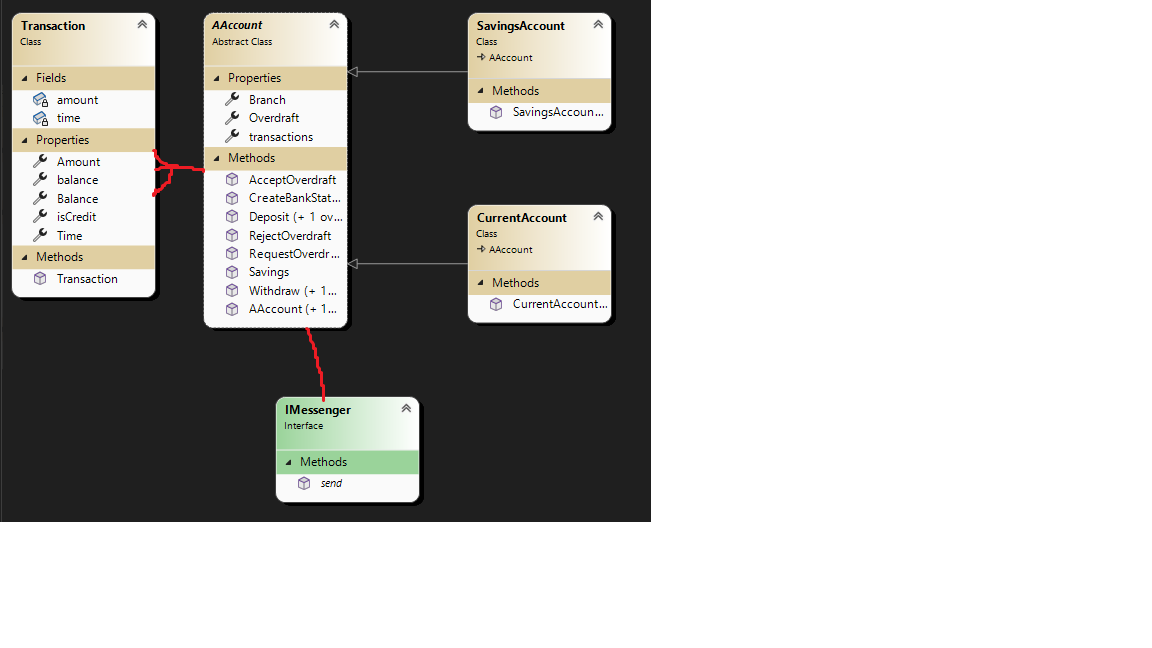 Transaction
Class
Fields
amount
time
Properties
Amount
balance
Balance
isCredit
Time
Methods
Transaction
AAccount
Abstract Class
Properties
Branch
Overdraft
transactions
Methods
AcceptOverdraft
CreateBankStat...
Deposit (+ 1 ov...
RejectOverdraft
RequestOverdr...
Savings
Withdraw (+ 1...
AAccount (+ 1...
SavingsAccount
Class
AAccount
Methods
SavingsAccoun...
CurrentAccount
Class
AAccount
Methods
CurrentAccount...
IMessenger
Interface
Methods
send